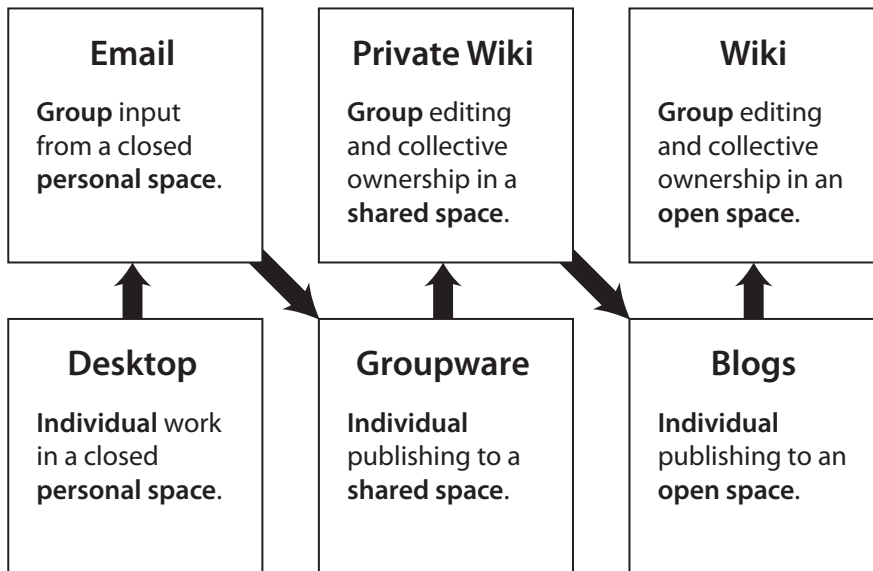 Email
Group input
from a closed
personal space.
Private Wiki
Group editing
and collective
ownership in a
shared space.
Wiki
Group editing
and collective
ownership in an
open space.
Desktop
Individual work
in a closed
personal space.
Groupware
Individual
publishing to a
shared space.
Blogs
Individual
publishing to an
open space.